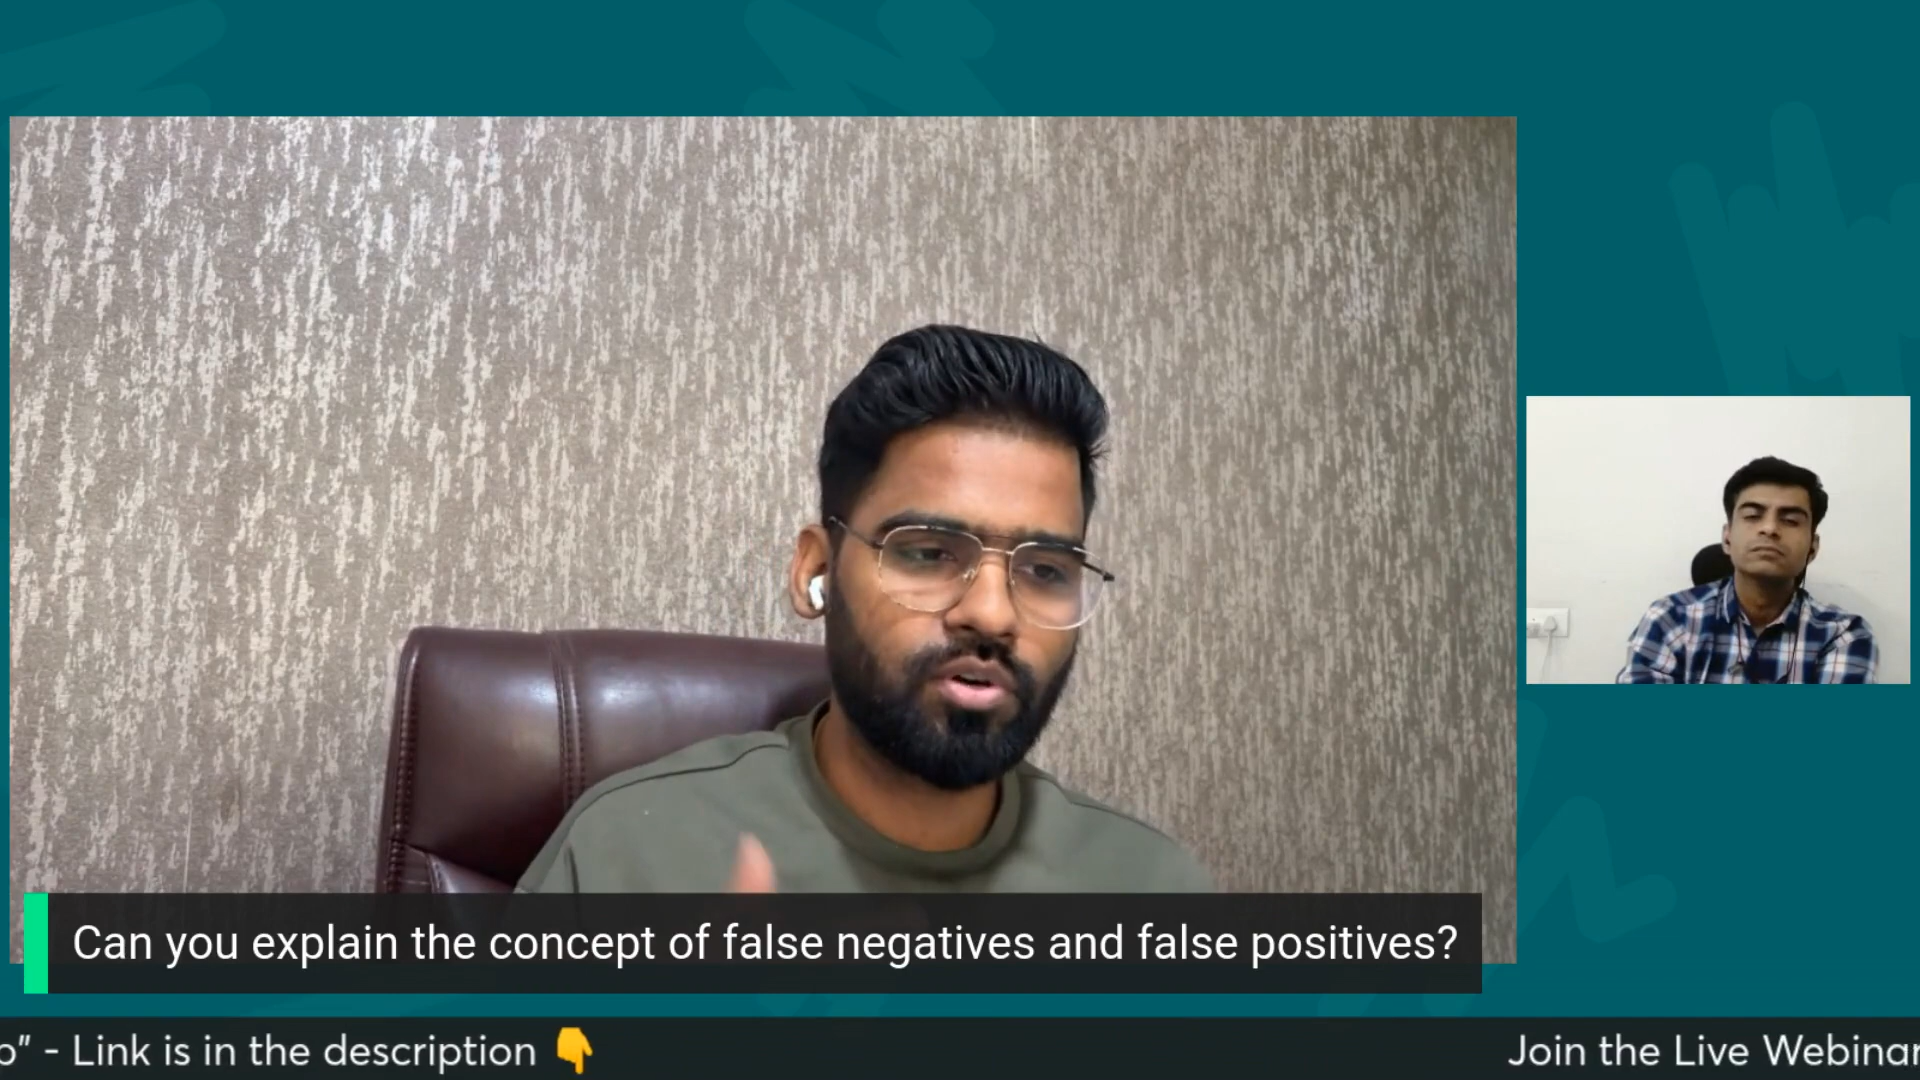 Can you explain the concept of false negatives and false positives?
" - Link is in the description 👇 Join the Live Webinar